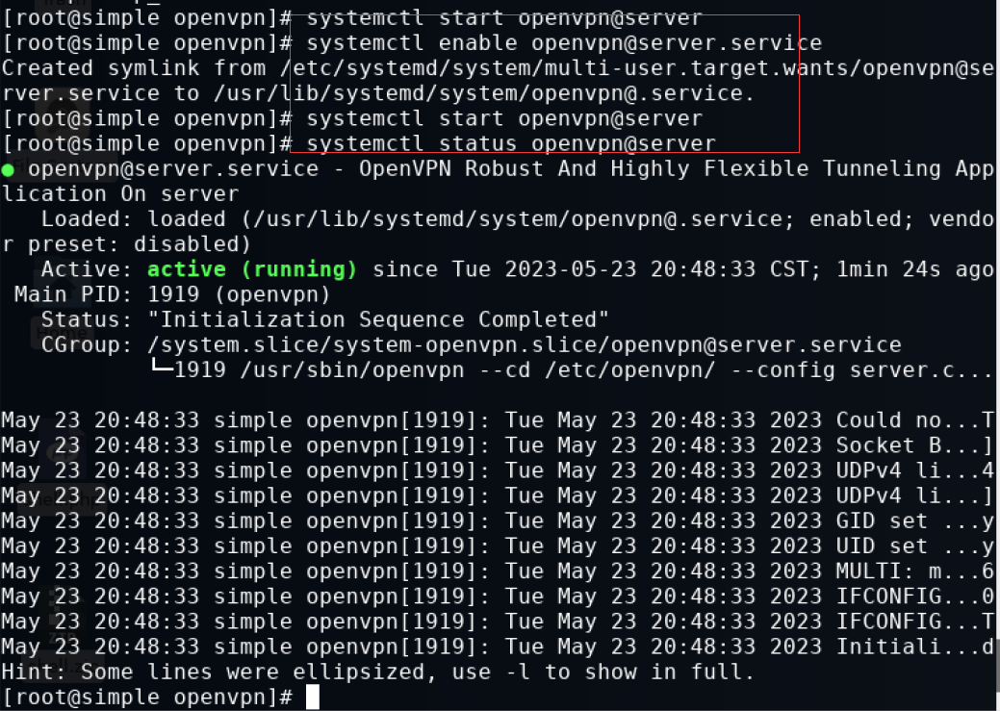 [root@simple openvpn]# systemctl start openvpn@server
[root@simple openvpn]# systemctl enable openvpn@server.service
Created symlink from /etc/systemd/system/multi-user.target.wants/openvpn@se
rver.service to /usr/lib/systemd/system/openvpn@.service.
[root@simple openvpn]# systemctl start openvpn@server
[root@simple openvpn]# systemctl status openvpn@server
● openvpn@server.service - OpenVPN Robust And Highly Flexible Tunneling App
lication On server
   Loaded: loaded (/usr/lib/systemd/system/openvpn@.service; enabled; vendo
r preset: disabled)
   Active: active (running) since Tue 2023-05-23 20:48:33 CST; 1min 24s ago
 Main PID: 1919 (openvpn)
   Status: "Initialization Sequence Completed"
   CGroup: /system.slice/system-openvpn.slice/openvpn@server.service
           └─1919 /usr/sbin/openvpn --cd /etc/openvpn/ --config server.c...
May 23 20:48:33 simple openvpn[1919]: Tue May 23 20:48:33 2023 Could no...T
May 23 20:48:33 simple openvpn[1919]: Tue May 23 20:48:33 2023 Socket B...]
May 23 20:48:33 simple openvpn[1919]: Tue May 23 20:48:33 2023 UDPv4 li...4
May 23 20:48:33 simple openvpn[1919]: Tue May 23 20:48:33 2023 UDPv4 li...]
May 23 20:48:33 simple openvpn[1919]: Tue May 23 20:48:33 2023 GID set ...y
May 23 20:48:33 simple openvpn[1919]: Tue May 23 20:48:33 2023 UID set ...y
May 23 20:48:33 simple openvpn[1919]: Tue May 23 20:48:33 2023 MULTI: m...6
May 23 20:48:33 simple openvpn[1919]: Tue May 23 20:48:33 2023 IFCONFIG...0
May 23 20:48:33 simple openvpn[1919]: Tue May 23 20:48:33 2023 IFCONFIG...T
May 23 20:48:33 simple openvpn[1919]: Tue May 23 20:48:33 2023 Initiali...d
Hint: Some lines were ellipsized, use -l to show in full.
[root@simple openvpn]#